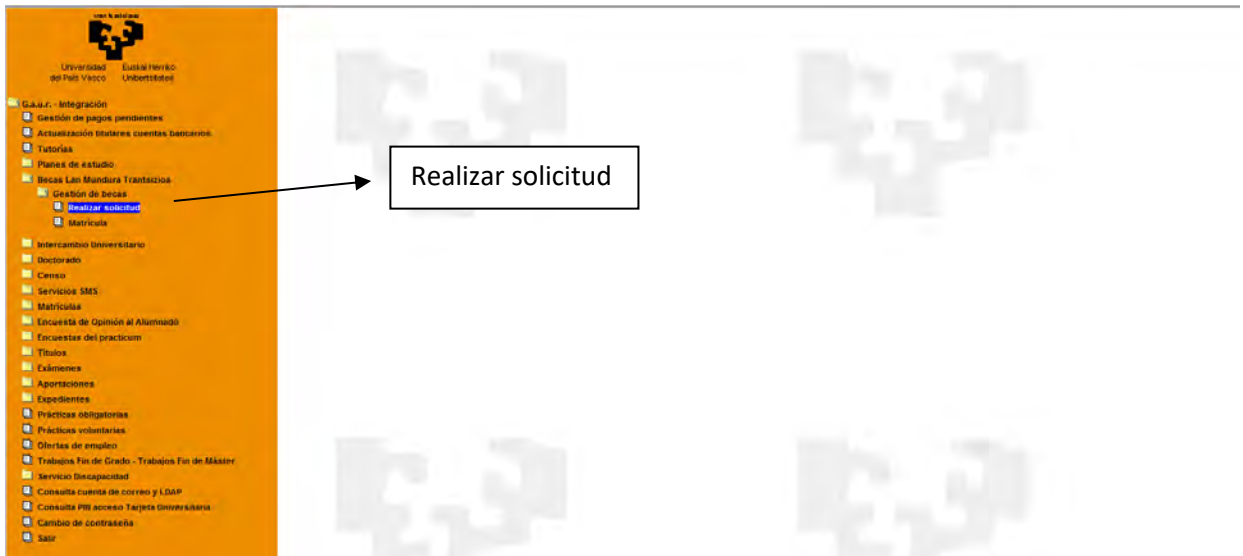 eman ta zabal zazu
Universidad Euskal Herriko
del País Vasco Unibertsitatea
G.a.u.r. - Integración
Gestión de pagos pendientes
Actualización titulares cuentas bancarios
Tutorías
Planes de estudio
Becas Lan Mundura Trantsizioa
Gestión de becas
Realizar solicitud
Matrícula
Realizar solicitud
Intercambio Universitario
Doctorado
Censo
Servicios SMS
Matrículas
Encuesta de Opinión al Alumnado
Encuestas del practicum
Títulos
Exámenes
Aportaciones
Expedientes
Prácticas obligatorias
Prácticas voluntarias
Ofertas de empleo
Trabajos Fin de Grado - Trabajos Fin de Máster
Servicio Discapacidad
Consulta cuenta de correo y LDAP
Consulta PIN acceso Tarjeta Universitaria
Cambio de contraseña
Salir